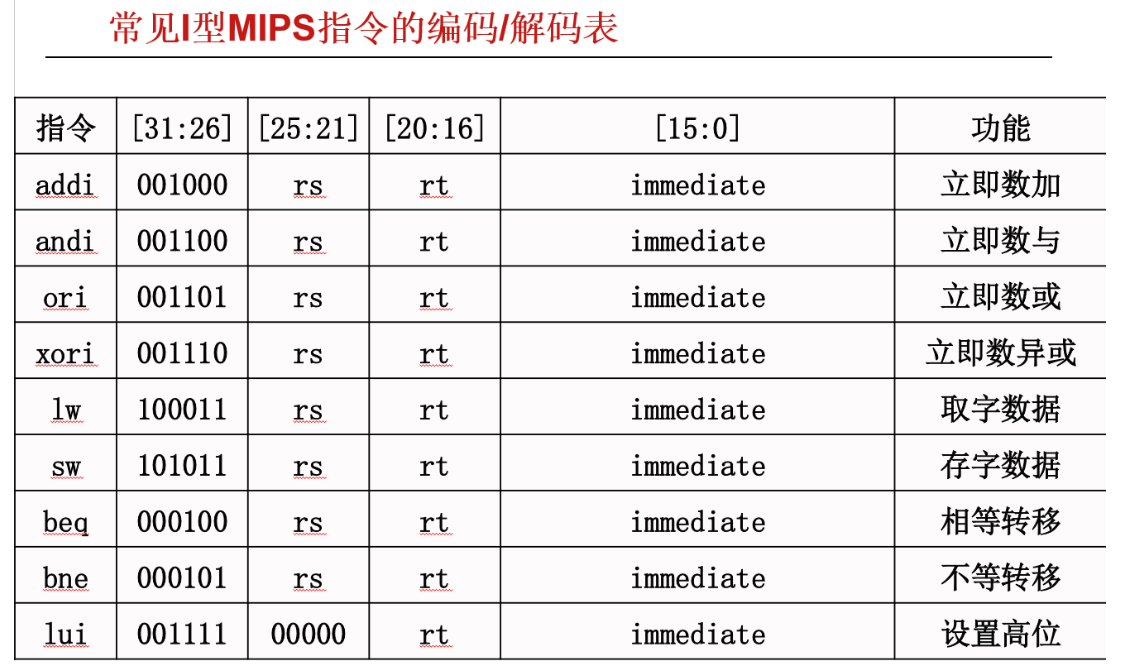 常见I型MIPS指令的编码/解码表
指令 [31:26] [25:21] [20:16] [15:0] 功能
addi 001000 rs rt immediate 立即数加
andi 001100 rs rt immediate 立即数与
ori 001101 rs rt immediate 立即数或
xori 001110 rs rt immediate 立即数异或
lw 100011 rs rt immediate 取字数据
sw 101011 rs rt immediate 存字数据
beq 000100 rs rt immediate 相等转移
bne 000101 rs rt immediate 不等转移
lui 001111 00000 rt immediate 设置高位